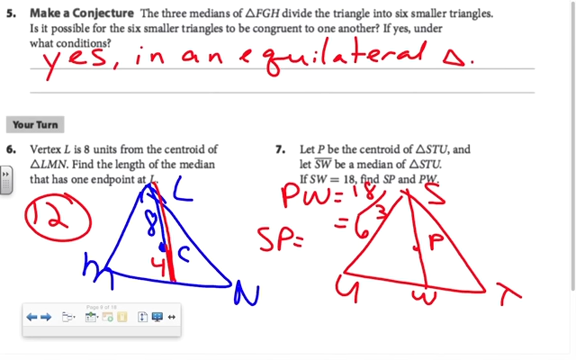 5. Make a Conjecture The three medians of △FGH divide the triangle into six smaller triangles.
Is it possible for the six smaller triangles to be congruent to one another? If yes, under
what conditions?
yes, in an equilateral △.
Your Turn
6. Vertex L is 8 units from the centroid of
△LMN. Find the length of the median
that has one endpoint at L.
12
L
8
4
C
M
N
7. Let P be the centroid of △STU, and
let SW be a median of △STU.
If SW = 18, find SP and PW.
PW = 18/3
= 6
SP =
S
P
U
W
T
Page 8 of 18